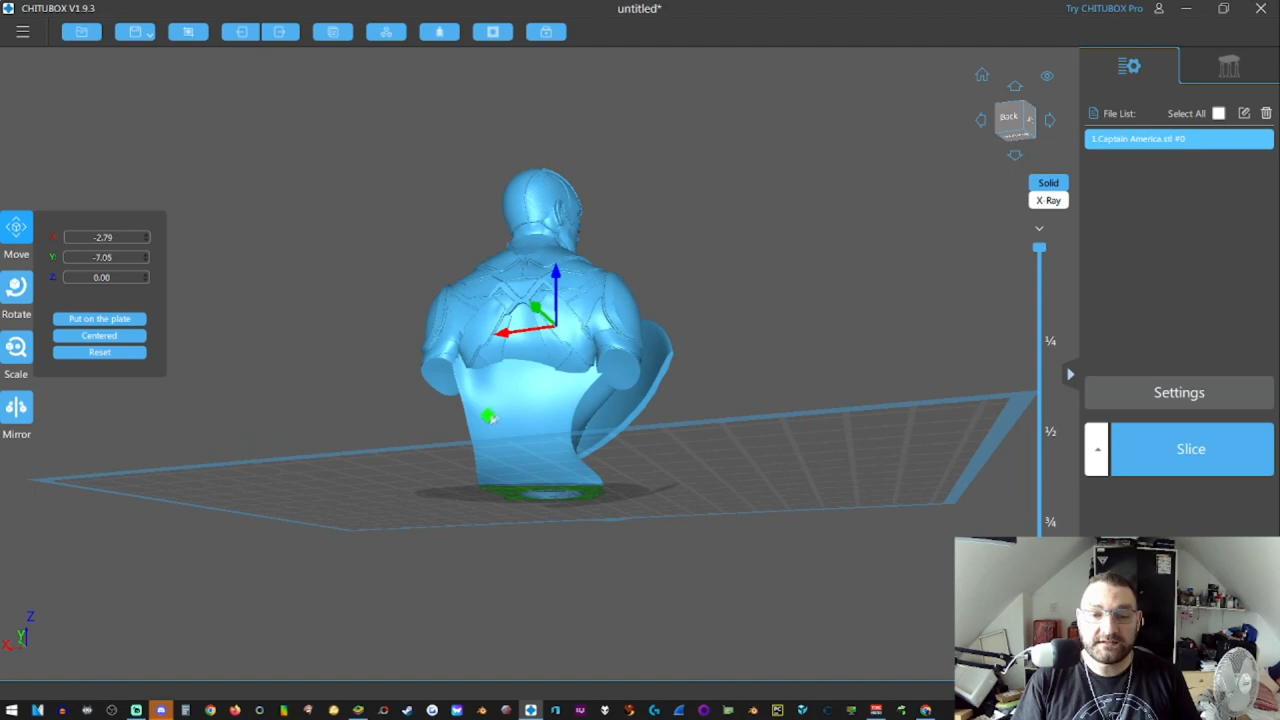 CHITUBOX V1.9.3
untitled*
Try CHITUBOX Pro
Back
File List:
Select All
1.Captain America.stl #0
Solid
X-Ray
Move
X: -2.79
Y: -7.05
Z: 0.00
Put on the plate
Centered
Reset
Rotate
Scale
Mirror
1/4
1/2
3/4
Settings
Slice
Z
Y
X